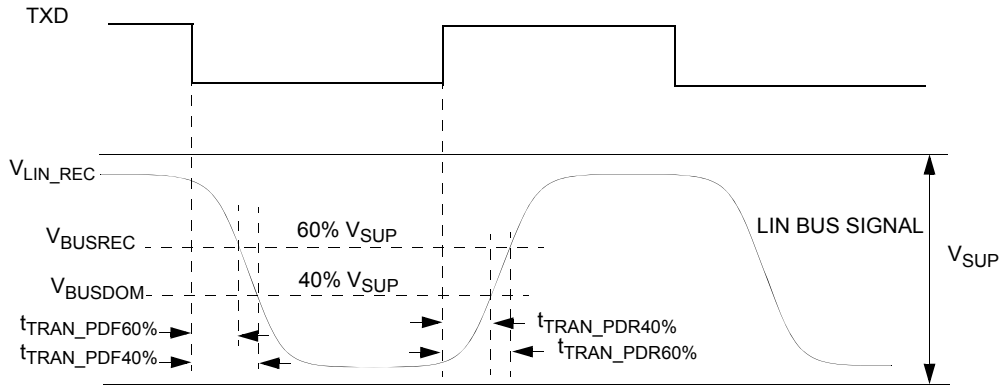 TXD
VLIN_REC
VBUSREC
60% VSUP
LIN BUS SIGNAL
VSUP
VBUSDOM
40% VSUP
tTRAN_PDF60%
tTRAN_PDR40%
tTRAN_PDF40%
tTRAN_PDR60%